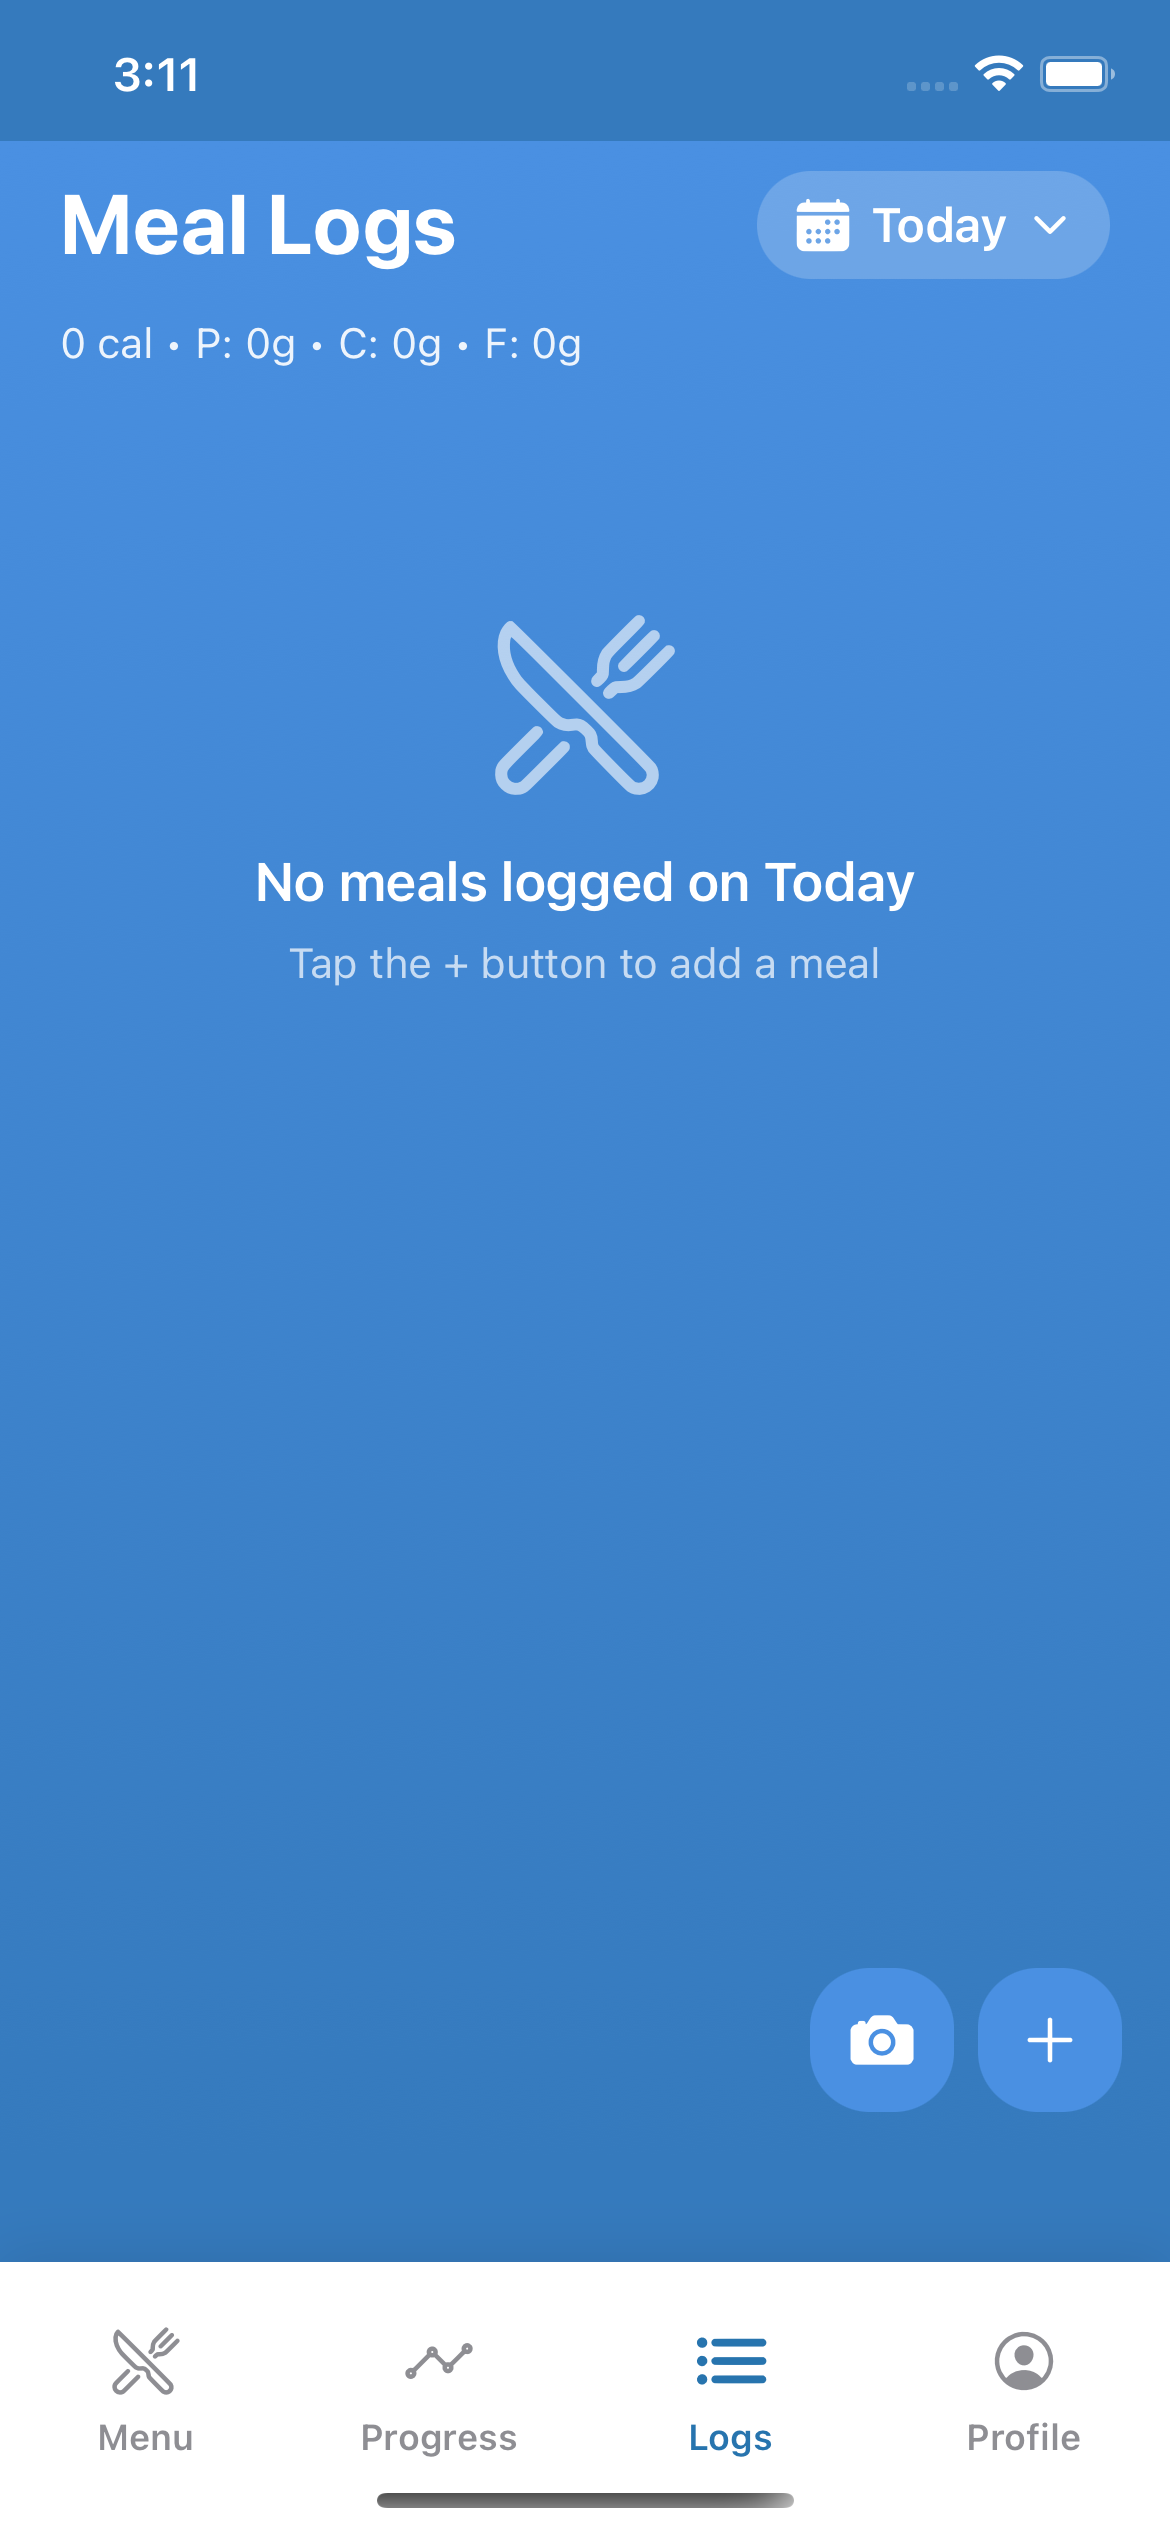 3:11
Meal Logs
Today
0 cal • P: 0g • C: 0g • F: 0g
No meals logged on Today
Tap the + button to add a meal
Menu
Progress
Logs
Profile